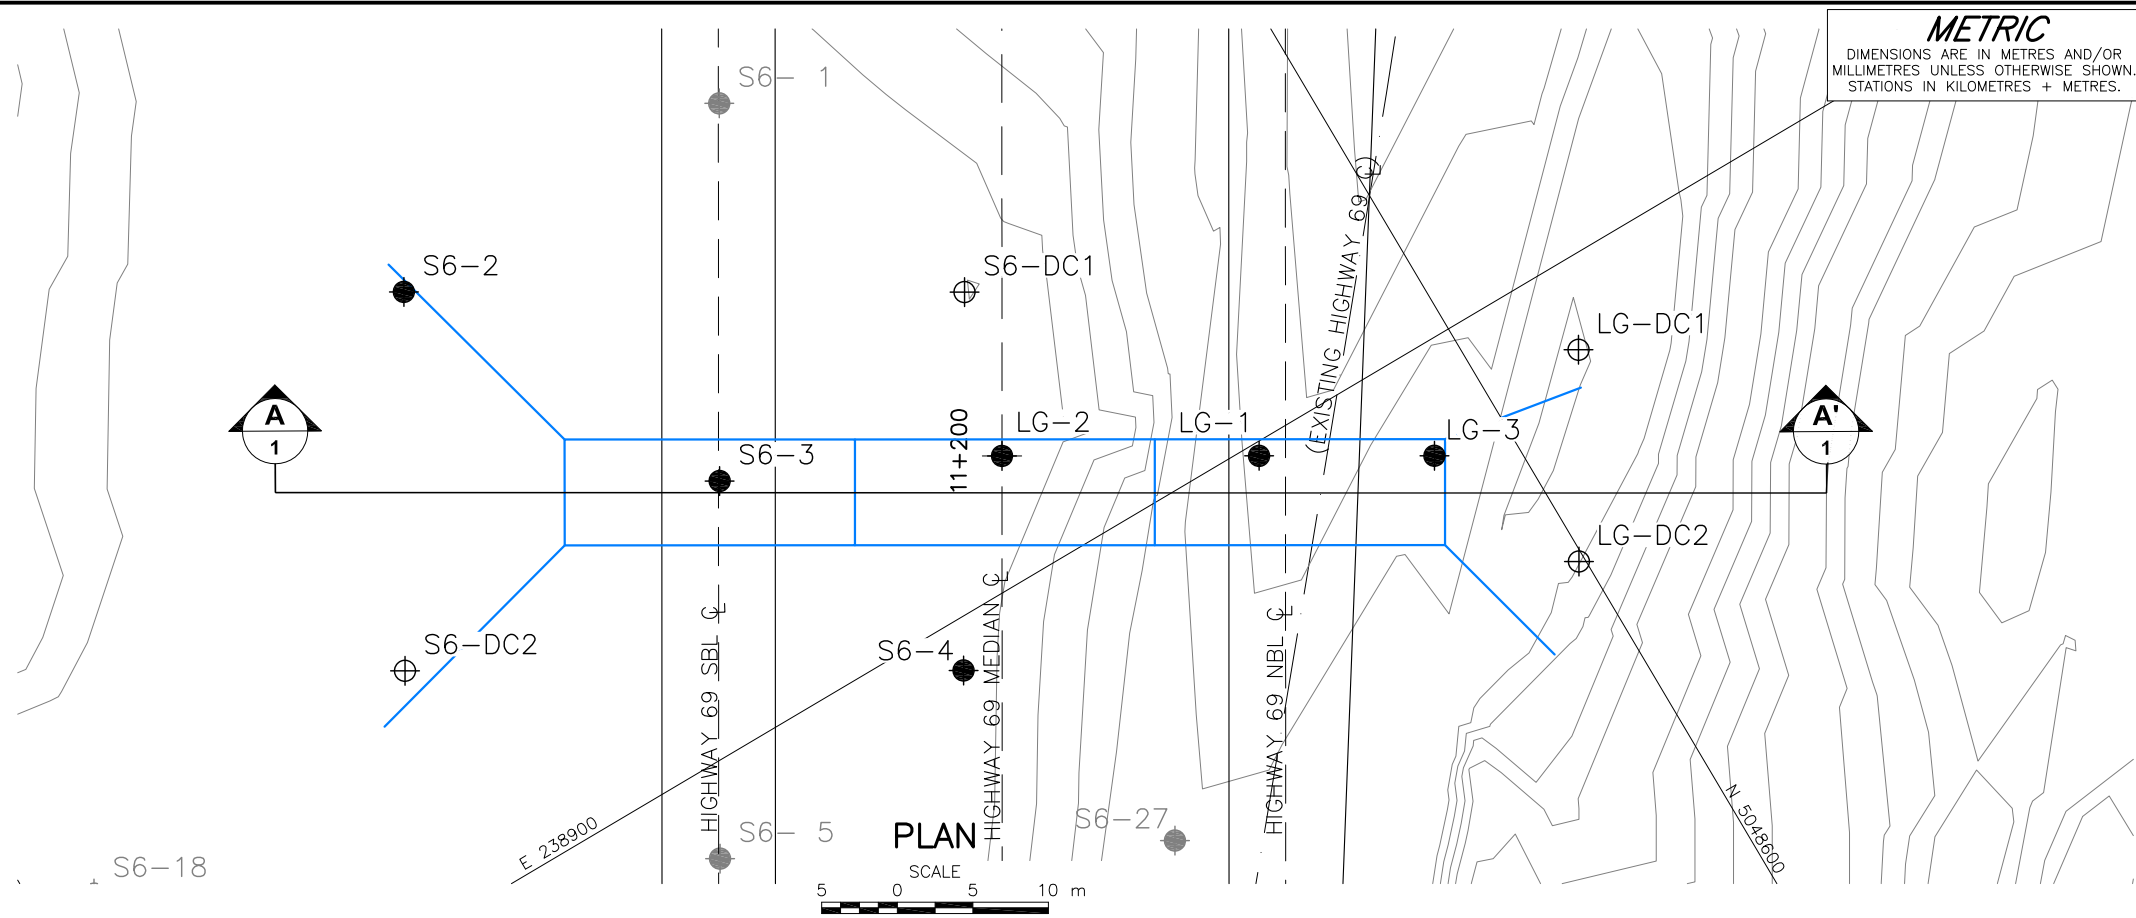 METRIC
DIMENSIONS ARE IN METRES AND/OR
MILLIMETRES UNLESS OTHERWISE SHOWN.
STATIONS IN KILOMETRES + METRES.
S6- 1
S6-2
S6-DC1
(EXISTING HIGHWAY 69 ℄)
LG-DC1
A
1
A'
1
11+200
LG-2
LG-1
LG-3
S6-3
LG-DC2
S6-DC2
S6-4
HIGHWAY 69 SBL ℄
HIGHWAY 69 MEDIAN ℄
HIGHWAY 69 NBL ℄
E 238900
N 5048600
S6- 5
S6-27
S6-18
PLAN
SCALE
5 0 5 10 m